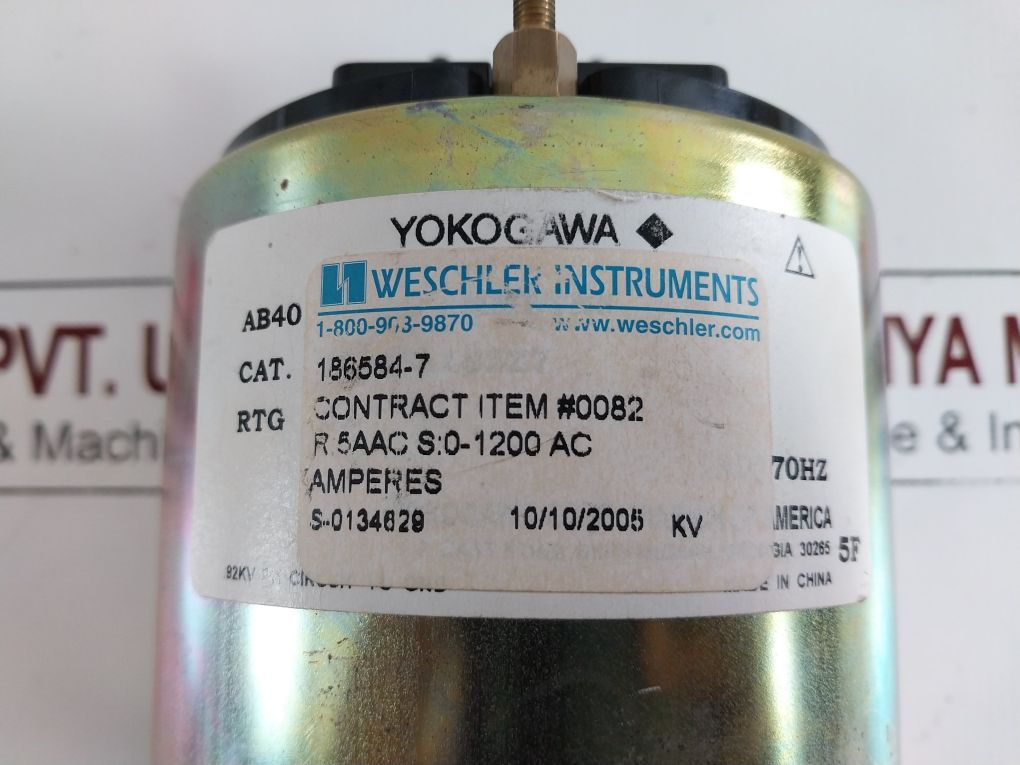 YOKOGAWA
WESCHLER INSTRUMENTS
1-800-903-9870 www.weschler.com
AB40
CAT. 186584-7
RTG CONTRACT ITEM #0082
R:5AAC S:0-1200 AC
70HZ
AMPERES
S-0134629 10/10/2005 KV
AMERICA
GIA 30265 5F
IN CHINA
PVT.
& Mach
YA M
e & In